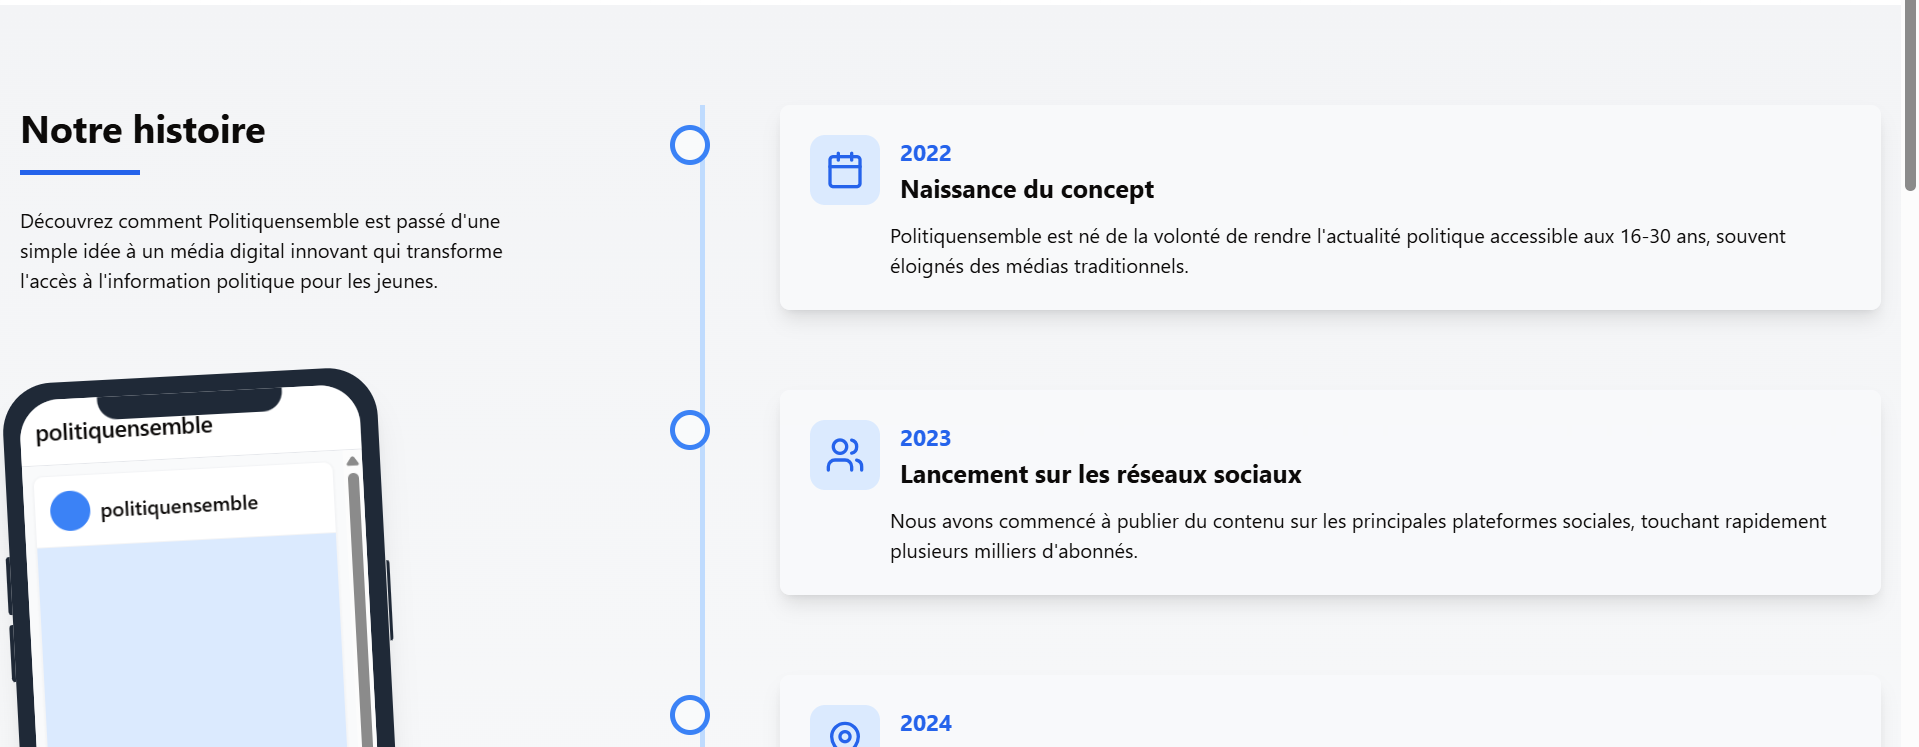 Notre histoire
Découvrez comment Politiquensemble est passé d'une
simple idée à un média digital innovant qui transforme
l'accès à l'information politique pour les jeunes.
politiquensemble
politiquensemble
2022
Naissance du concept
Politiquensemble est né de la volonté de rendre l'actualité politique accessible aux 16-30 ans, souvent
éloignés des médias traditionnels.
2023
Lancement sur les réseaux sociaux
Nous avons commencé à publier du contenu sur les principales plateformes sociales, touchant rapidement
plusieurs milliers d'abonnés.
2024